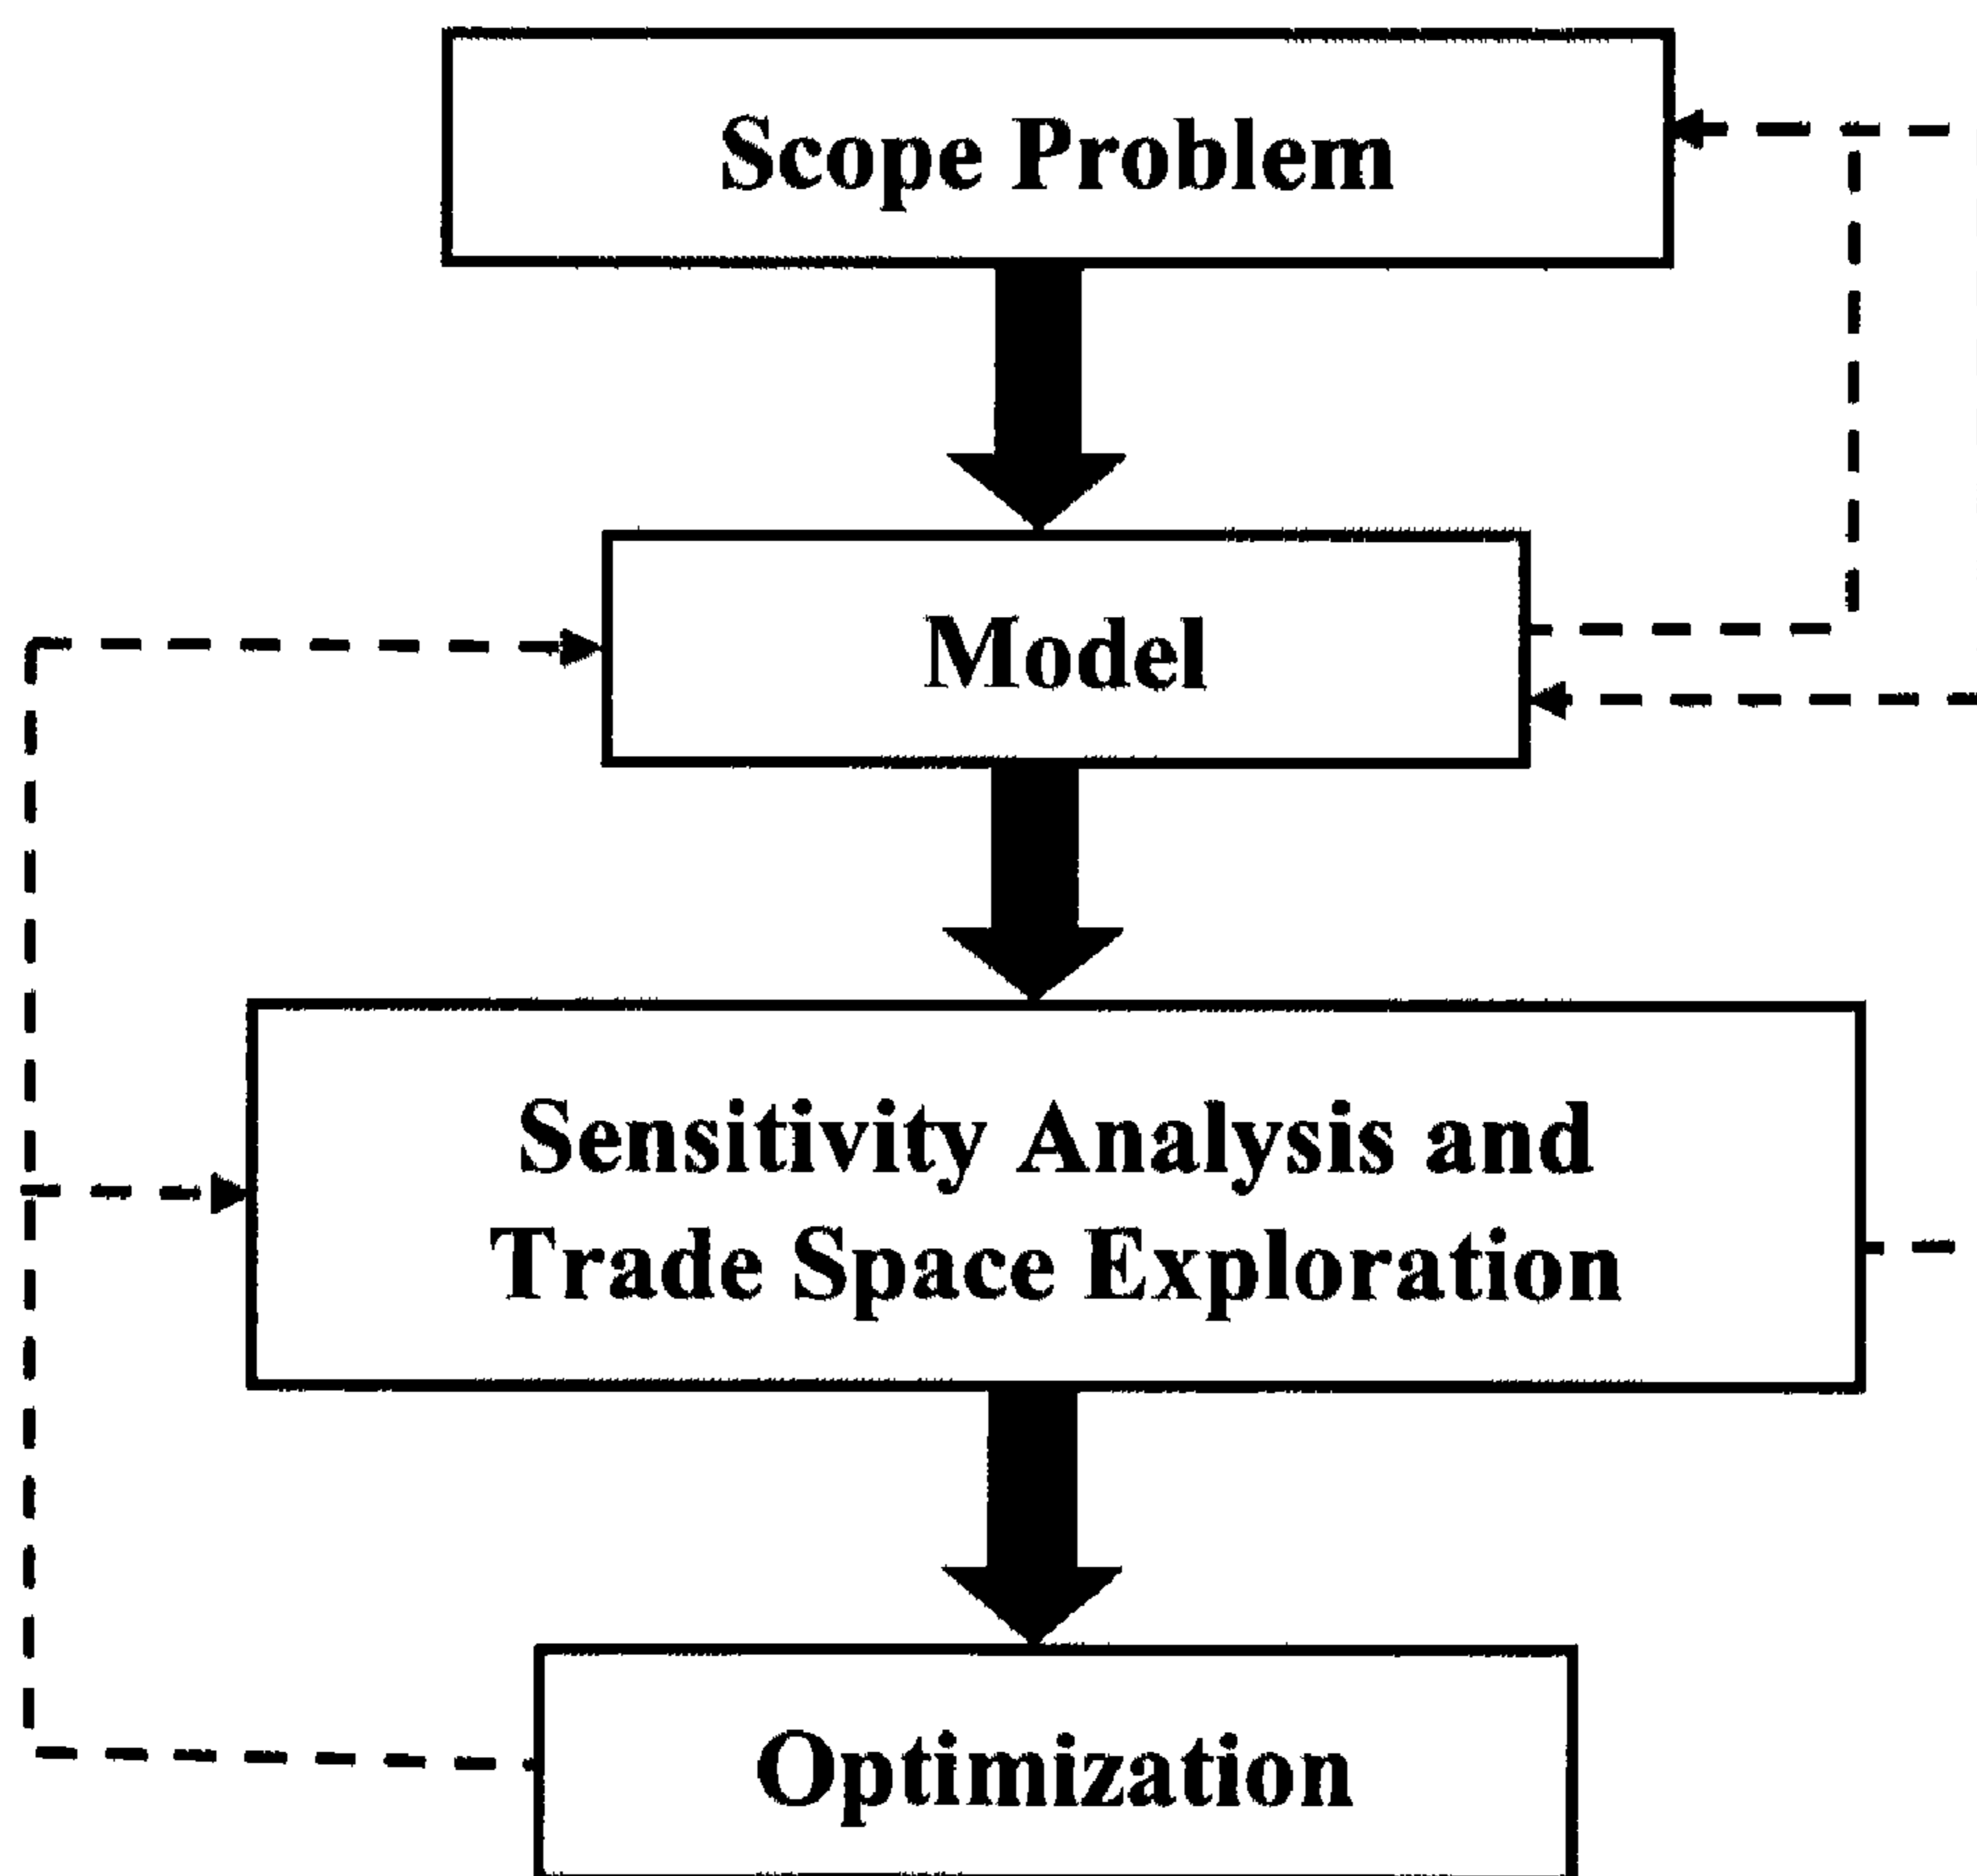 Scope Problem
Model
Sensitivity Analysis and
Trade Space Exploration
Optimization